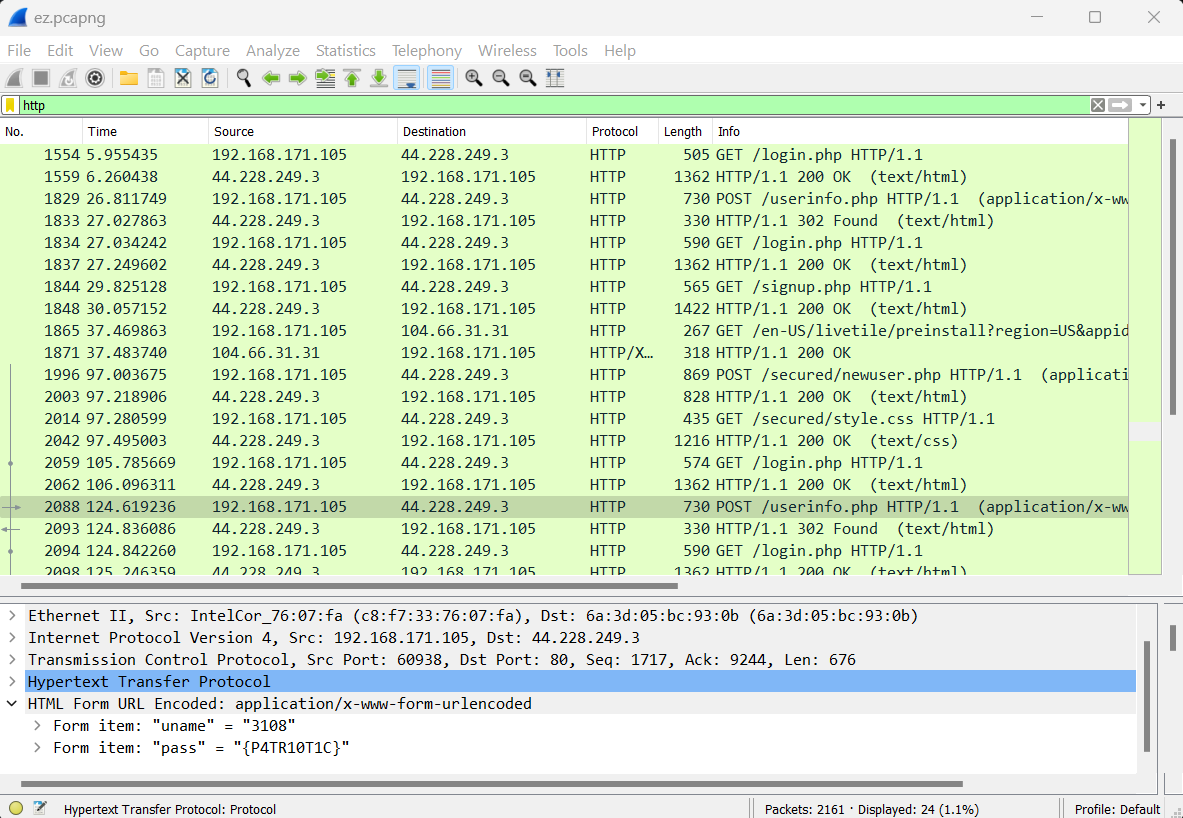 ez.pcapng
File Edit View Go Capture Analyze Statistics Telephony Wireless Tools Help
http
No. Time Source Destination Protocol Length Info
1554 5.955435 192.168.171.105 44.228.249.3 HTTP 505 GET /login.php HTTP/1.1
1559 6.260438 44.228.249.3 192.168.171.105 HTTP 1362 HTTP/1.1 200 OK (text/html)
1829 26.811749 192.168.171.105 44.228.249.3 HTTP 730 POST /userinfo.php HTTP/1.1 (application/x-ww
1833 27.027863 44.228.249.3 192.168.171.105 HTTP 330 HTTP/1.1 302 Found (text/html)
1834 27.034242 192.168.171.105 44.228.249.3 HTTP 590 GET /login.php HTTP/1.1
1837 27.249602 44.228.249.3 192.168.171.105 HTTP 1362 HTTP/1.1 200 OK (text/html)
1844 29.825128 192.168.171.105 44.228.249.3 HTTP 565 GET /signup.php HTTP/1.1
1848 30.057152 44.228.249.3 192.168.171.105 HTTP 1422 HTTP/1.1 200 OK (text/html)
1865 37.469863 192.168.171.105 104.66.31.31 HTTP 267 GET /en-US/livetile/preinstall?region=US&appid
1871 37.483740 104.66.31.31 192.168.171.105 HTTP/X… 318 HTTP/1.1 200 OK
1996 97.003675 192.168.171.105 44.228.249.3 HTTP 869 POST /secured/newuser.php HTTP/1.1 (applicati
2003 97.218906 44.228.249.3 192.168.171.105 HTTP 828 HTTP/1.1 200 OK (text/html)
2014 97.280599 192.168.171.105 44.228.249.3 HTTP 435 GET /secured/style.css HTTP/1.1
2042 97.495003 44.228.249.3 192.168.171.105 HTTP 1216 HTTP/1.1 200 OK (text/css)
2059 105.785669 192.168.171.105 44.228.249.3 HTTP 574 GET /login.php HTTP/1.1
2062 106.096311 44.228.249.3 192.168.171.105 HTTP 1362 HTTP/1.1 200 OK (text/html)
2088 124.619236 192.168.171.105 44.228.249.3 HTTP 730 POST /userinfo.php HTTP/1.1 (application/x-ww
2093 124.836086 44.228.249.3 192.168.171.105 HTTP 330 HTTP/1.1 302 Found (text/html)
2094 124.842260 192.168.171.105 44.228.249.3 HTTP 590 GET /login.php HTTP/1.1
2098 125.246359 44.228.249.3 192.168.171.105 HTTP 1362 HTTP/1.1 200 OK (text/html)
Ethernet II, Src: IntelCor_76:07:fa (c8:f7:33:76:07:fa), Dst: 6a:3d:05:bc:93:0b (6a:3d:05:bc:93:0b)
Internet Protocol Version 4, Src: 192.168.171.105, Dst: 44.228.249.3
Transmission Control Protocol, Src Port: 60938, Dst Port: 80, Seq: 1717, Ack: 9244, Len: 676
Hypertext Transfer Protocol
HTML Form URL Encoded: application/x-www-form-urlencoded
Form item: "uname" = "3108"
Form item: "pass" = "{P4TR10T1C}"
Hypertext Transfer Protocol: Protocol
Packets: 2161 · Displayed: 24 (1.1%)
Profile: Default